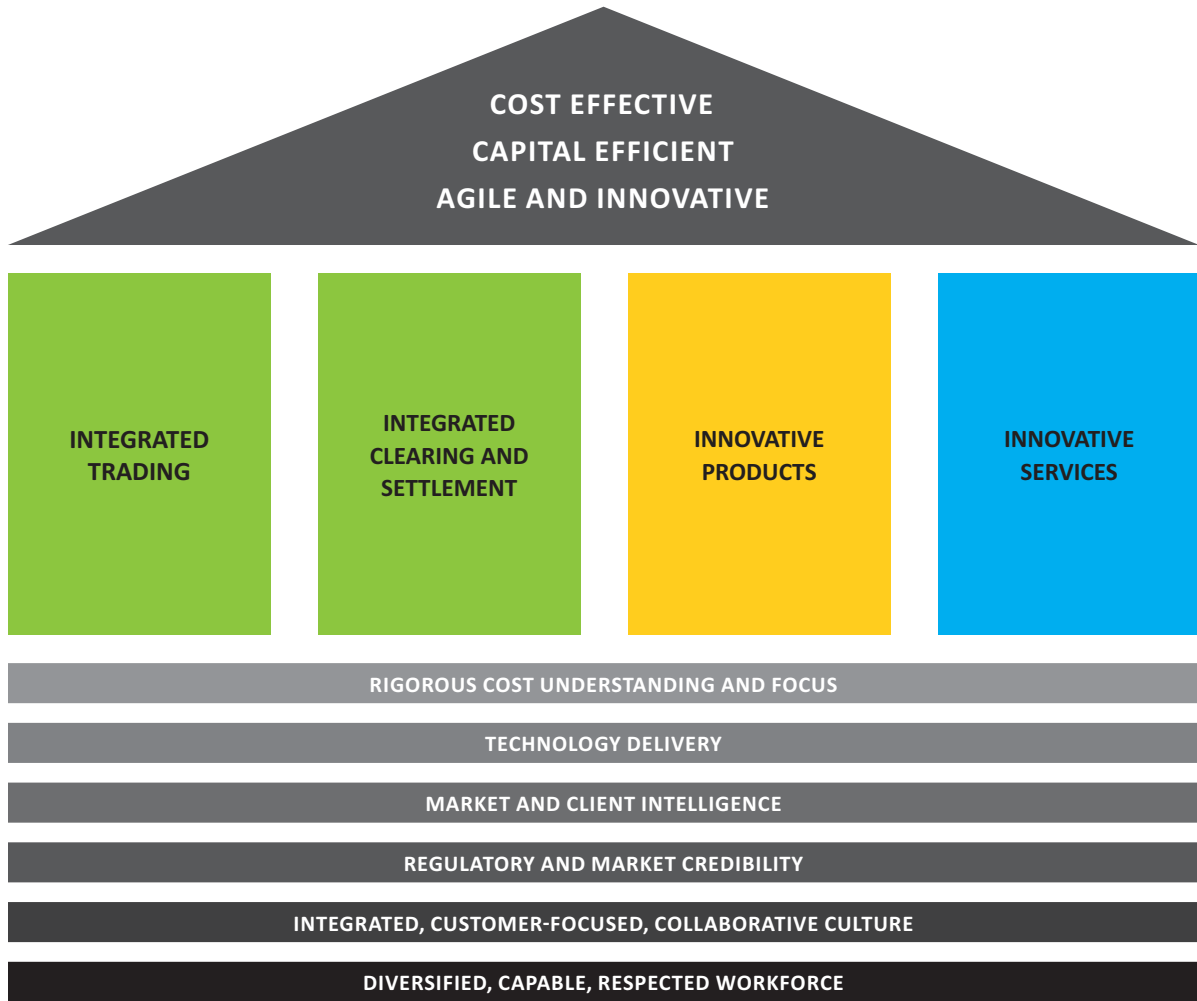 COST EFFECTIVE
CAPITAL EFFICIENT
AGILE AND INNOVATIVE
INTEGRATED
TRADING
INTEGRATED
CLEARING AND
SETTLEMENT
INNOVATIVE
PRODUCTS
INNOVATIVE
SERVICES
RIGOROUS COST UNDERSTANDING AND FOCUS
TECHNOLOGY DELIVERY
MARKET AND CLIENT INTELLIGENCE
REGULATORY AND MARKET CREDIBILITY
INTEGRATED, CUSTOMER-FOCUSED, COLLABORATIVE CULTURE
DIVERSIFIED, CAPABLE, RESPECTED WORKFORCE